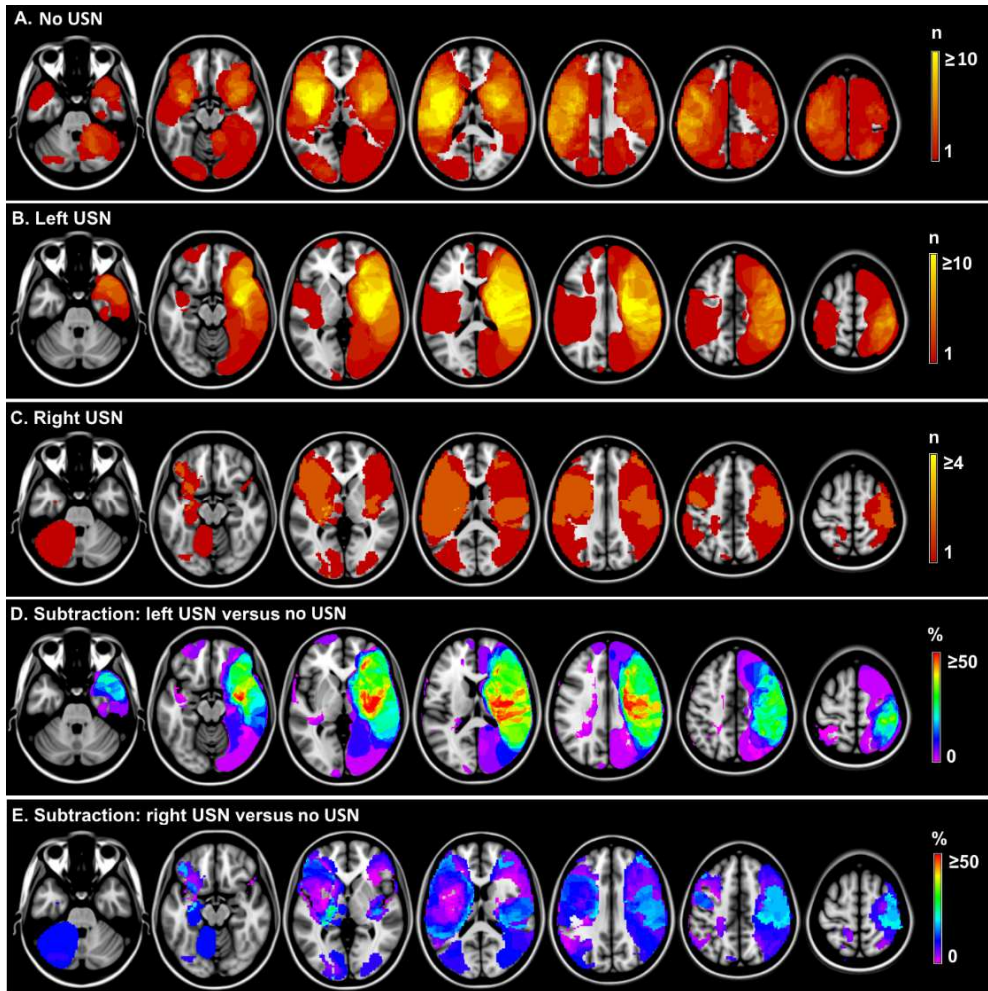 A. No USN
n
≥10
1
B. Left USN
n
≥10
1
C. Right USN
n
≥4
1
D. Subtraction: left USN versus no USN
%
≥50
0
E. Subtraction: right USN versus no USN
%
≥50
0